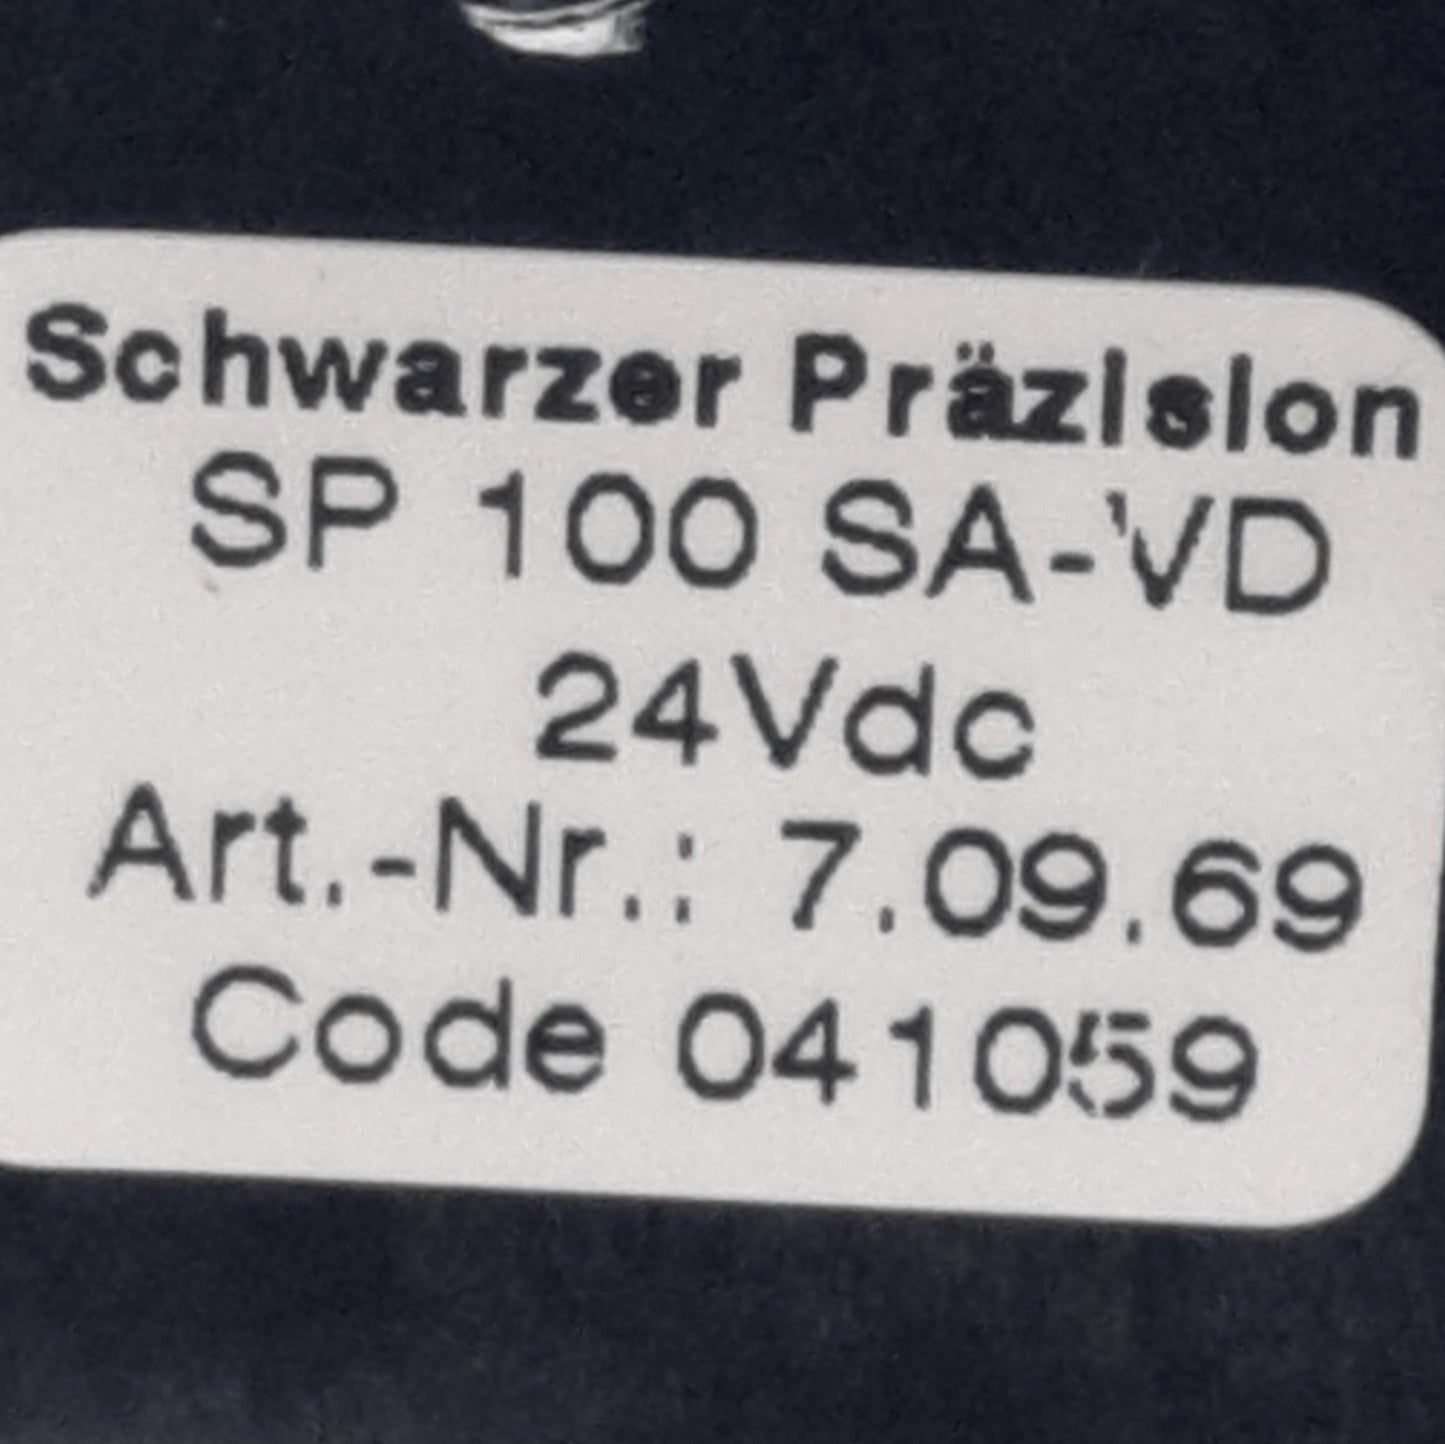 Schwarzer Präzision
SP 100 SA-VD
24Vdc
Art.-Nr.: 7.09.69
Code 041059